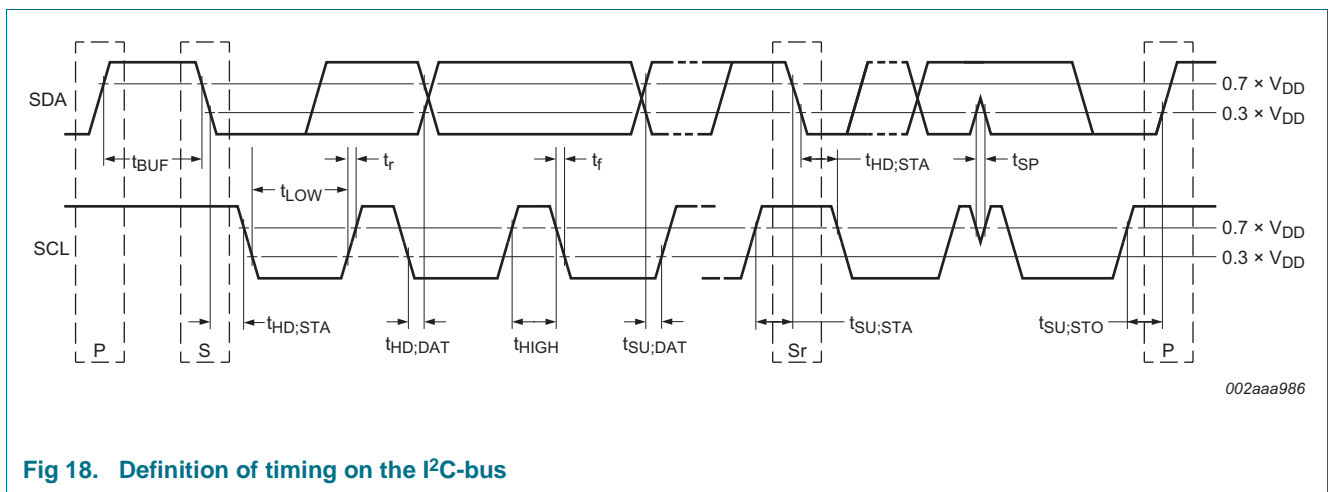 SDA
0.7 × VDD
0.3 × VDD
tBUF
tLOW
tr
tf
tHD;STA
tSP
SCL
0.7 × VDD
0.3 × VDD
tHD;STA
tHD;DAT
tHIGH
tSU;DAT
tSU;STA
tSU;STO
P
S
Sr
P
002aaa986
Fig 18. Definition of timing on the I²C-bus